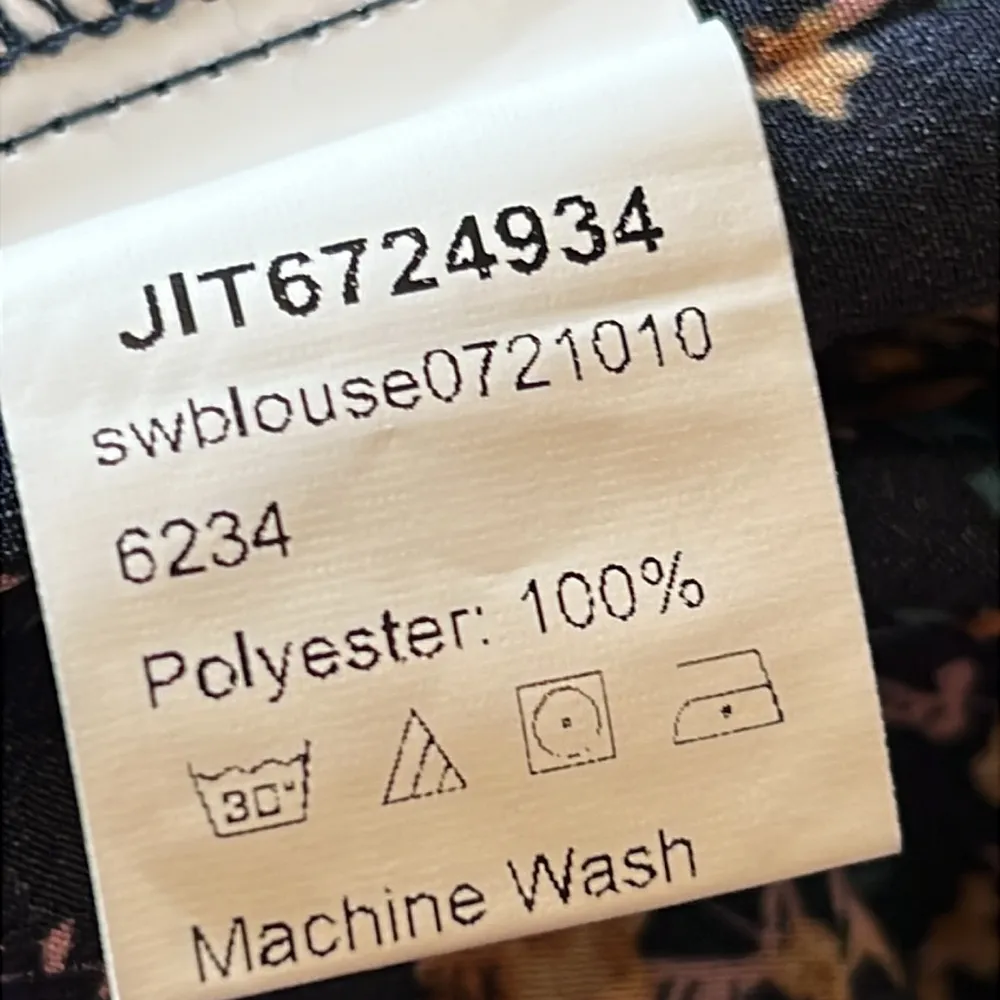 JIT6724934
swblouse0721010
6234
Polyester: 100%
30°
Machine Wash